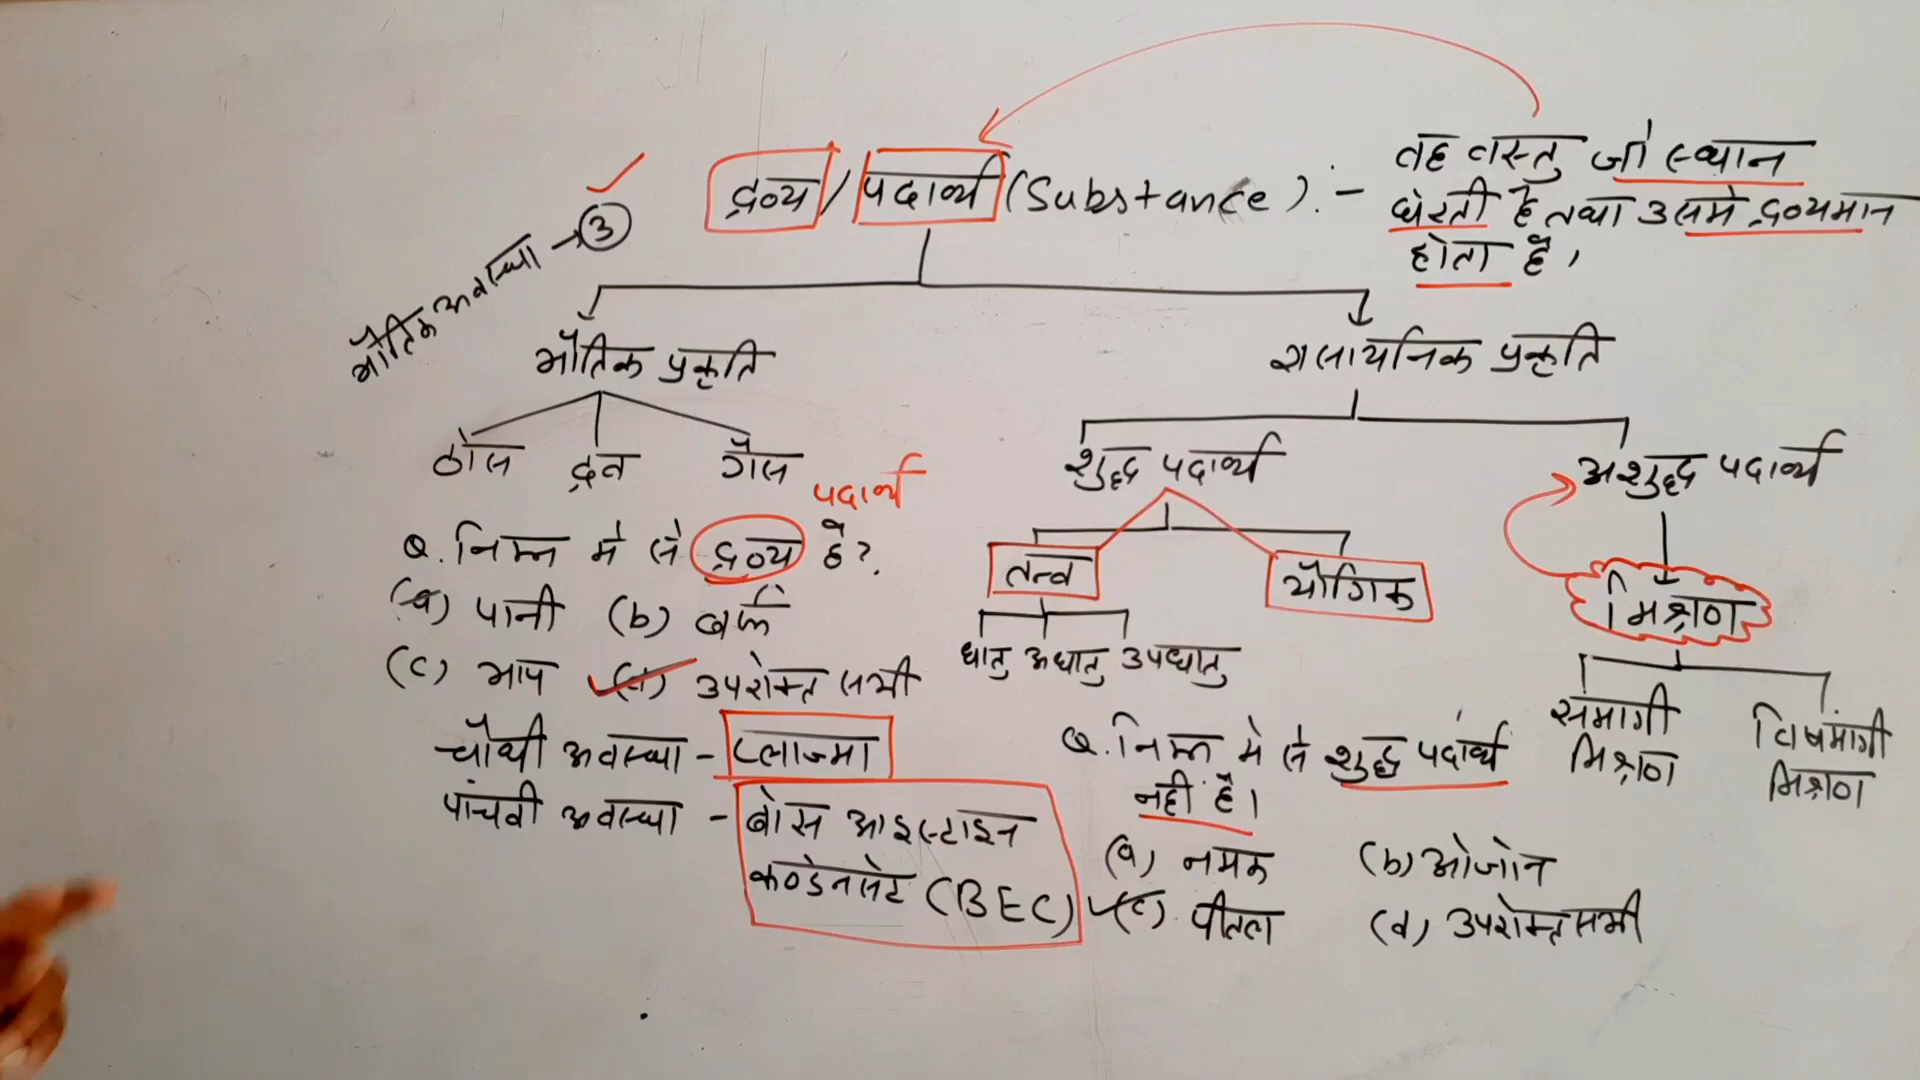 द्रव्य / पदार्थ (Substance) :- वह वस्तु जो स्थान
घेरती है तथा उसमे द्रव्यमान
होता है।
भौतिक अवस्था → ③
भौतिक प्रकृति
रासायनिक प्रकृति
ठोस द्रव गैस
शुद्ध पदार्थ
अशुद्ध पदार्थ
तत्व
यौगिक
मिश्रण
धातु अधातु उपधातु
समांगी
मिश्रण
विषमांगी
मिश्रण
पदार्थ
Q. निम्न मे से द्रव्य है?
(a) पानी (b) बर्फ
(c) भाप (d) उपरोक्त सभी
चौथी अवस्था - प्लाज्मा
पांचवी अवस्था - बोस आइस्टाइन
कण्डेनसेट (BEC)
Q. निम्न मे से शुद्ध पदार्थ
नहीं है।
(a) नमक (b) ओजोन
(c) पीतल (d) उपरोक्त सभी